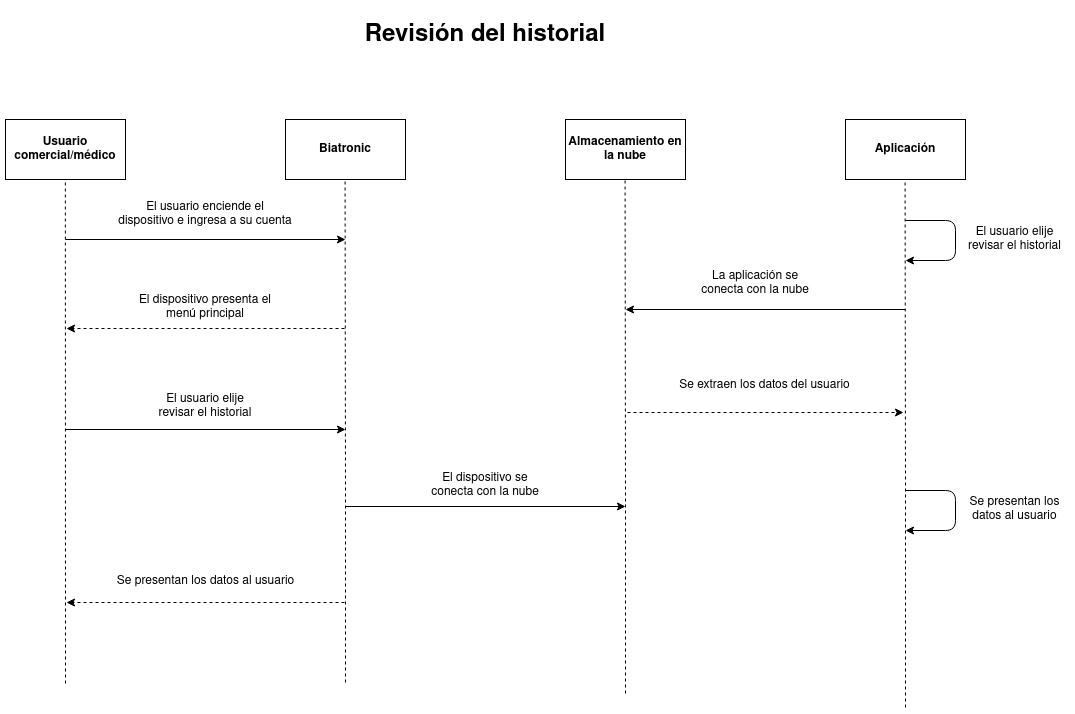 Revisión del historial
Usuario
comercial/médico
Biatronic
Almacenamiento en
la nube
Aplicación
El usuario enciende el
dispositivo e ingresa a su cuenta
El usuario elije
revisar el historial
La aplicación se
conecta con la nube
El dispositivo presenta el
menú principal
Se extraen los datos del usuario
El usuario elije
revisar el historial
El dispositivo se
conecta con la nube
Se presentan los
datos al usuario
Se presentan los datos al usuario